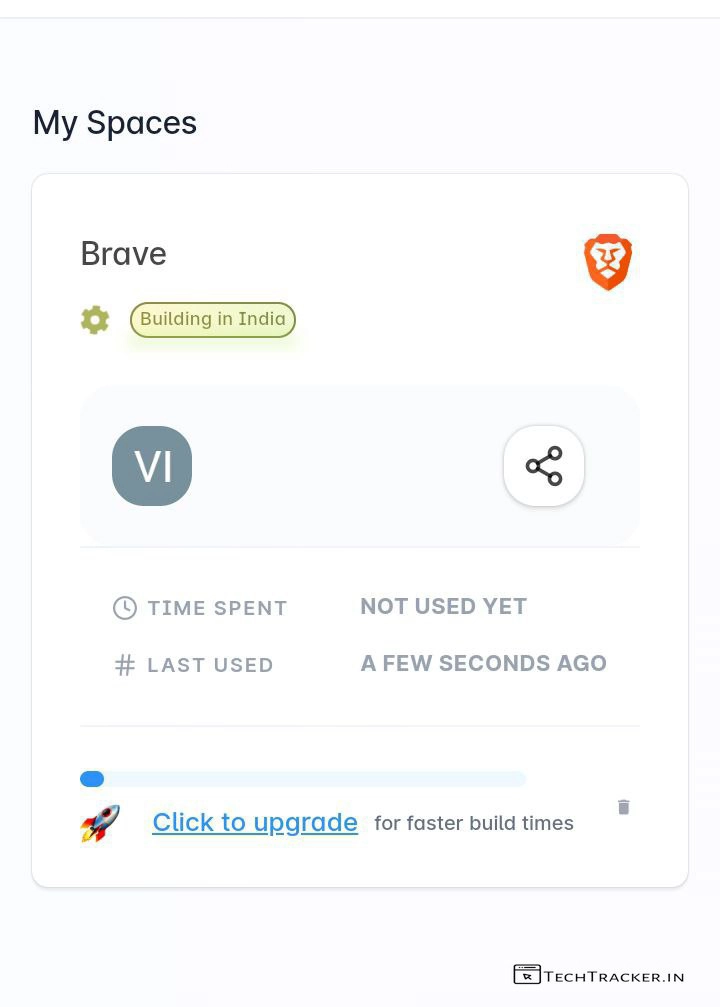 My Spaces
Brave
Building in India
VI
TIME SPENT NOT USED YET
# LAST USED A FEW SECONDS AGO
Click to upgrade for faster build times
TECHTRACKER.IN